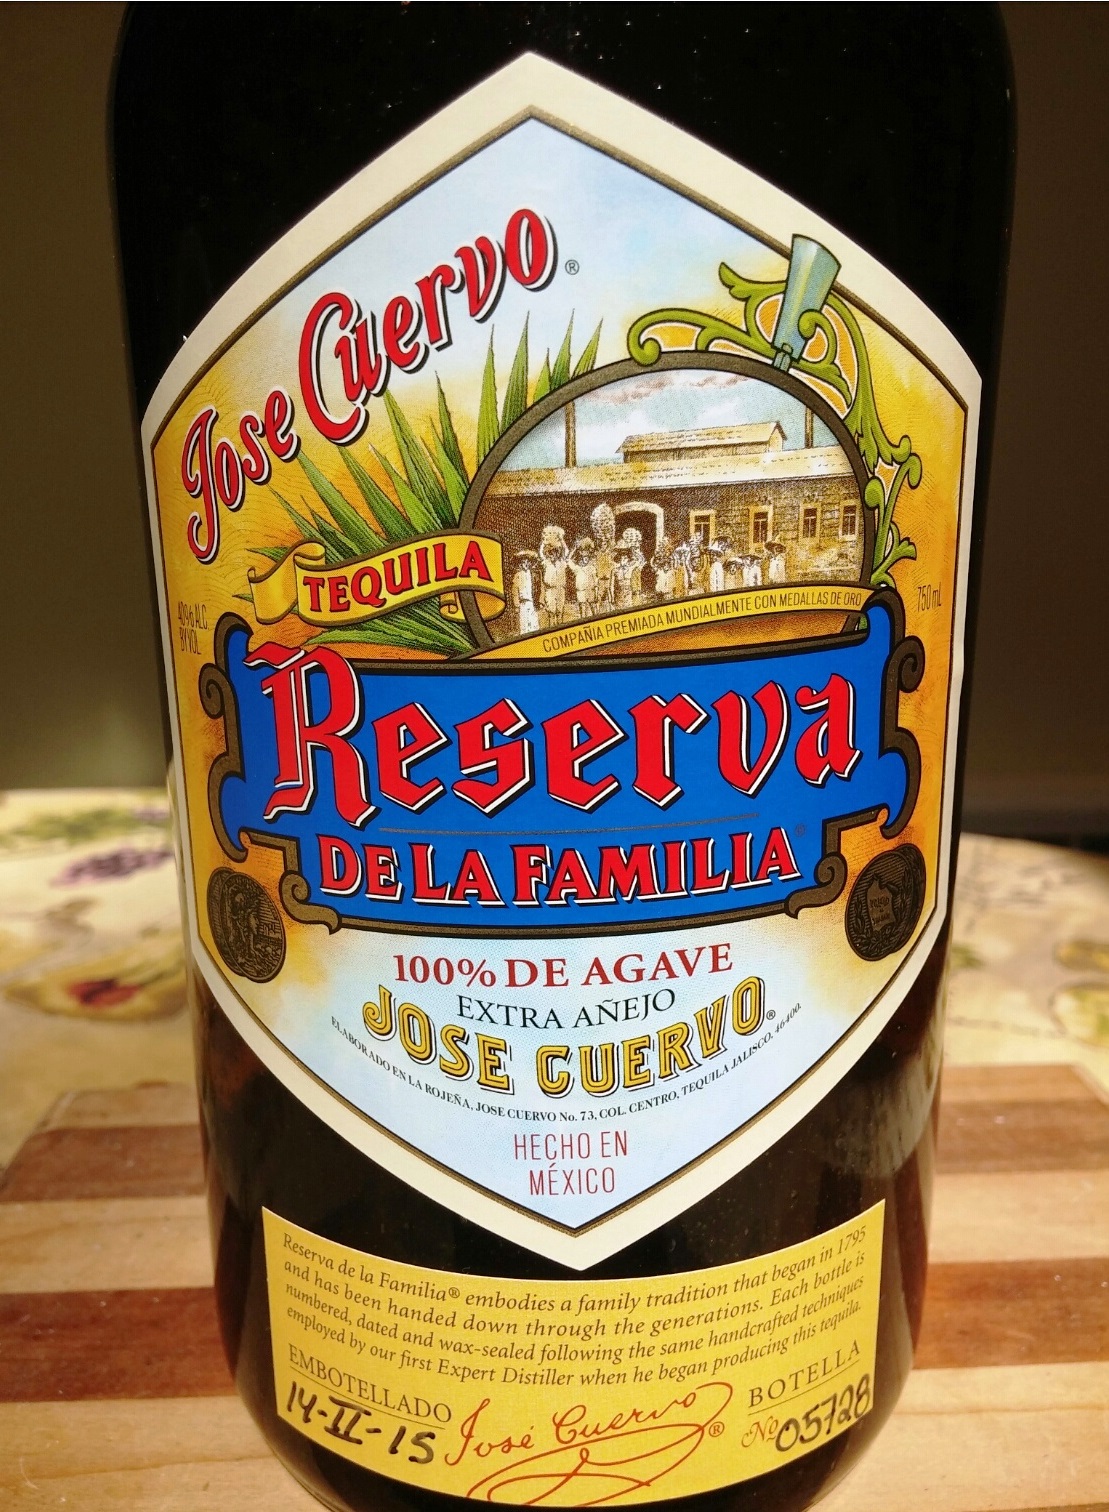 Jose Cuervo®
TEQUILA
COMPAÑIA PREMIADA MUNDIALMENTE CON MEDALLAS DE ORO
40% ALC.
BY VOL
750 mL
Reserva
DE LA FAMILIA®
100% DE AGAVE
EXTRA AÑEJO
JOSE CUERVO®
ELABORADO EN LA ROJEÑA, JOSE CUERVO No. 73, COL. CENTRO, TEQUILA JALISCO. 46400.
HECHO EN
MÉXICO
Reserva de la Familia® embodies a family tradition that began in 1795
and has been handed down through the generations. Each bottle is
numbered, dated and wax-sealed following the same handcrafted techniques
employed by our first Expert Distiller when he began producing this tequila.
EMBOTELLADO
14-II-15
José Cuervo®
BOTELLA
Nº 05728